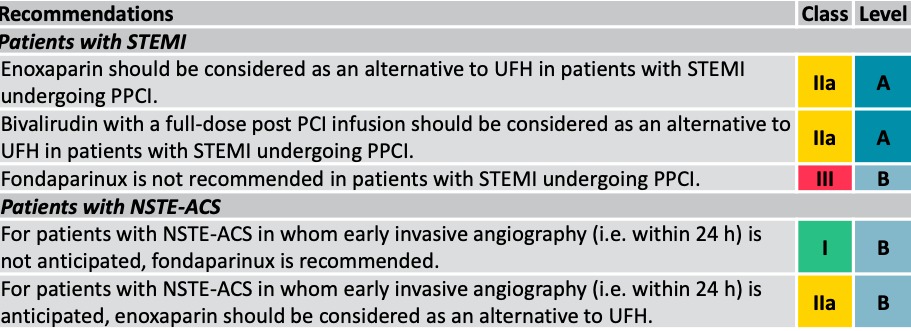 Recommendations Class Level
Patients with STEMI
Enoxaparin should be considered as an alternative to UFH in patients with STEMI
undergoing PPCI. IIa A
Bivalirudin with a full-dose post PCI infusion should be considered as an alternative to
UFH in patients with STEMI undergoing PPCI. IIa A
Fondaparinux is not recommended in patients with STEMI undergoing PPCI. III B
Patients with NSTE-ACS
For patients with NSTE-ACS in whom early invasive angiography (i.e. within 24 h) is
not anticipated, fondaparinux is recommended. I B
For patients with NSTE-ACS in whom early invasive angiography (i.e. within 24 h) is
anticipated, enoxaparin should be considered as an alternative to UFH. IIa B